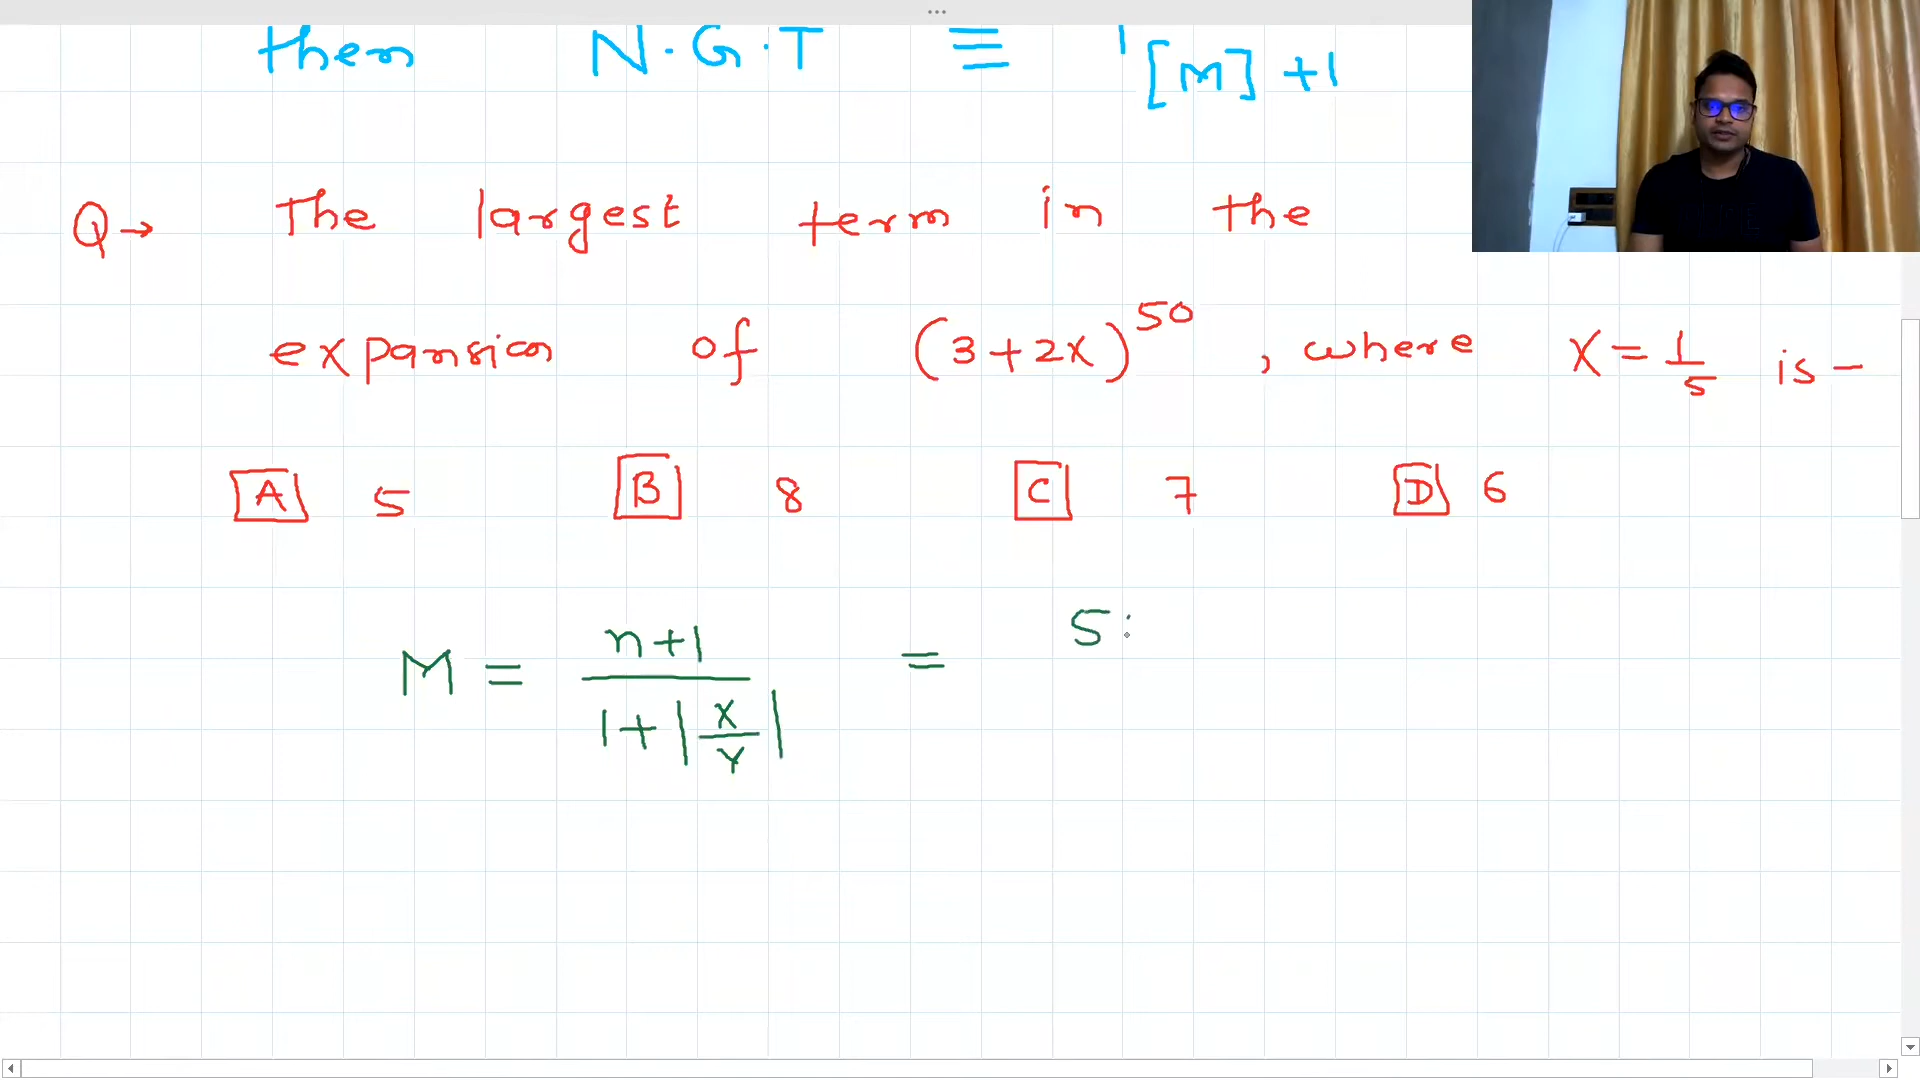 then N.G.T ≡ T[M]+1
Q→ The largest term in the
expansion of (3+2x)^50, where x = 1/5 is –
A 5 B 8 C 7 D 6
M = n+1 / 1+|x/y| = 5